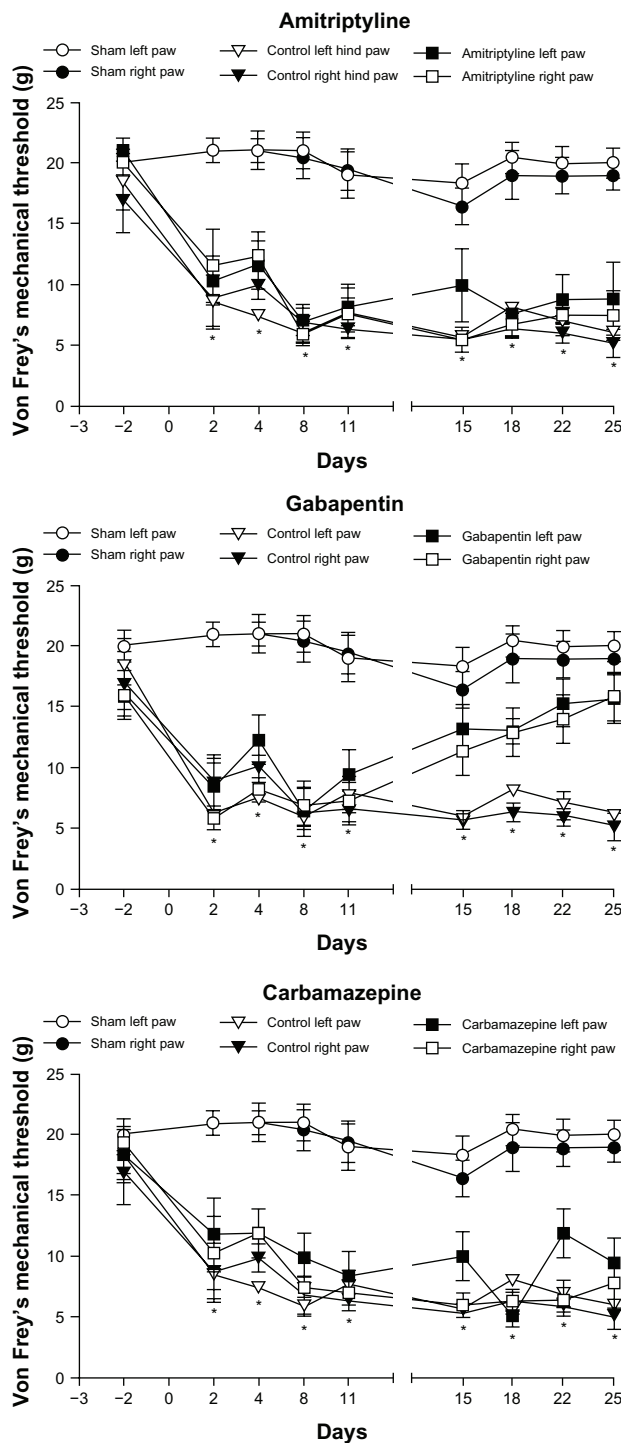 Amitriptyline
Sham left paw
Sham right paw
Control left hind paw
Control right hind paw
Amitriptyline left paw
Amitriptyline right paw
Von Frey's mechanical threshold (g)
25
20
15
10
5
0
* * * * * * * *
−3 −2 0 2 4 8 11 15 18 22 25
Days
Gabapentin
Sham left paw
Sham right paw
Control left paw
Control right paw
Gabapentin left paw
Gabapentin right paw
Von Frey's mechanical threshold (g)
25
20
15
10
5
0
* * * * * * * *
−3 −2 0 2 4 8 11 15 18 22 25
Days
Carbamazepine
Sham left paw
Sham right paw
Control left paw
Control right paw
Carbamazepine left paw
Carbamazepine right paw
Von Frey's mechanical threshold (g)
25
20
15
10
5
0
* * * * * * * *
−3 −2 0 2 4 8 11 15 18 22 25
Days